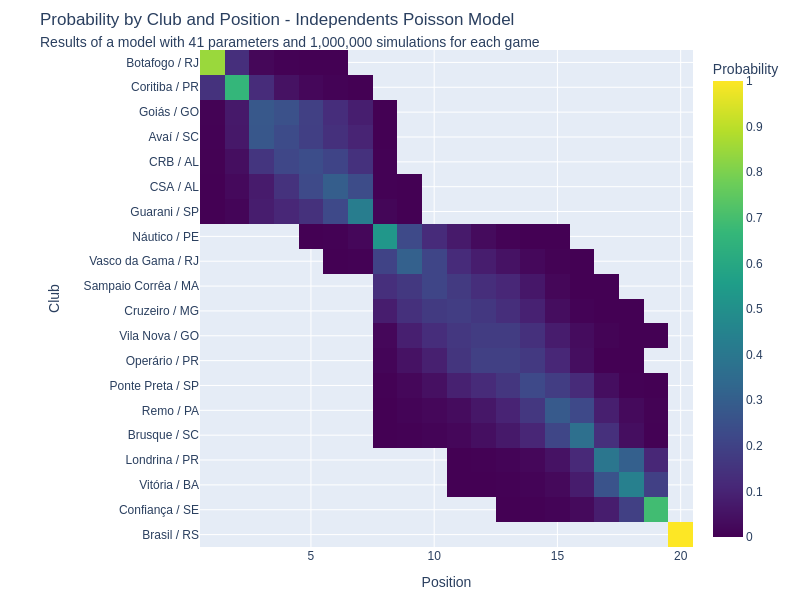 Probability by Club and Position - Independents Poisson Model
Results of a model with 41 parameters and 1,000,000 simulations for each game
Probability
1
0.9
0.8
0.7
0.6
0.5
0.4
0.3
0.2
0.1
0
Club
Botafogo / RJ
Coritiba / PR
Goiás / GO
Avaí / SC
CRB / AL
CSA / AL
Guarani / SP
Náutico / PE
Vasco da Gama / RJ
Sampaio Corrêa / MA
Cruzeiro / MG
Vila Nova / GO
Operário / PR
Ponte Preta / SP
Remo / PA
Brusque / SC
Londrina / PR
Vitória / BA
Confiança / SE
Brasil / RS
5
10
15
20
Position